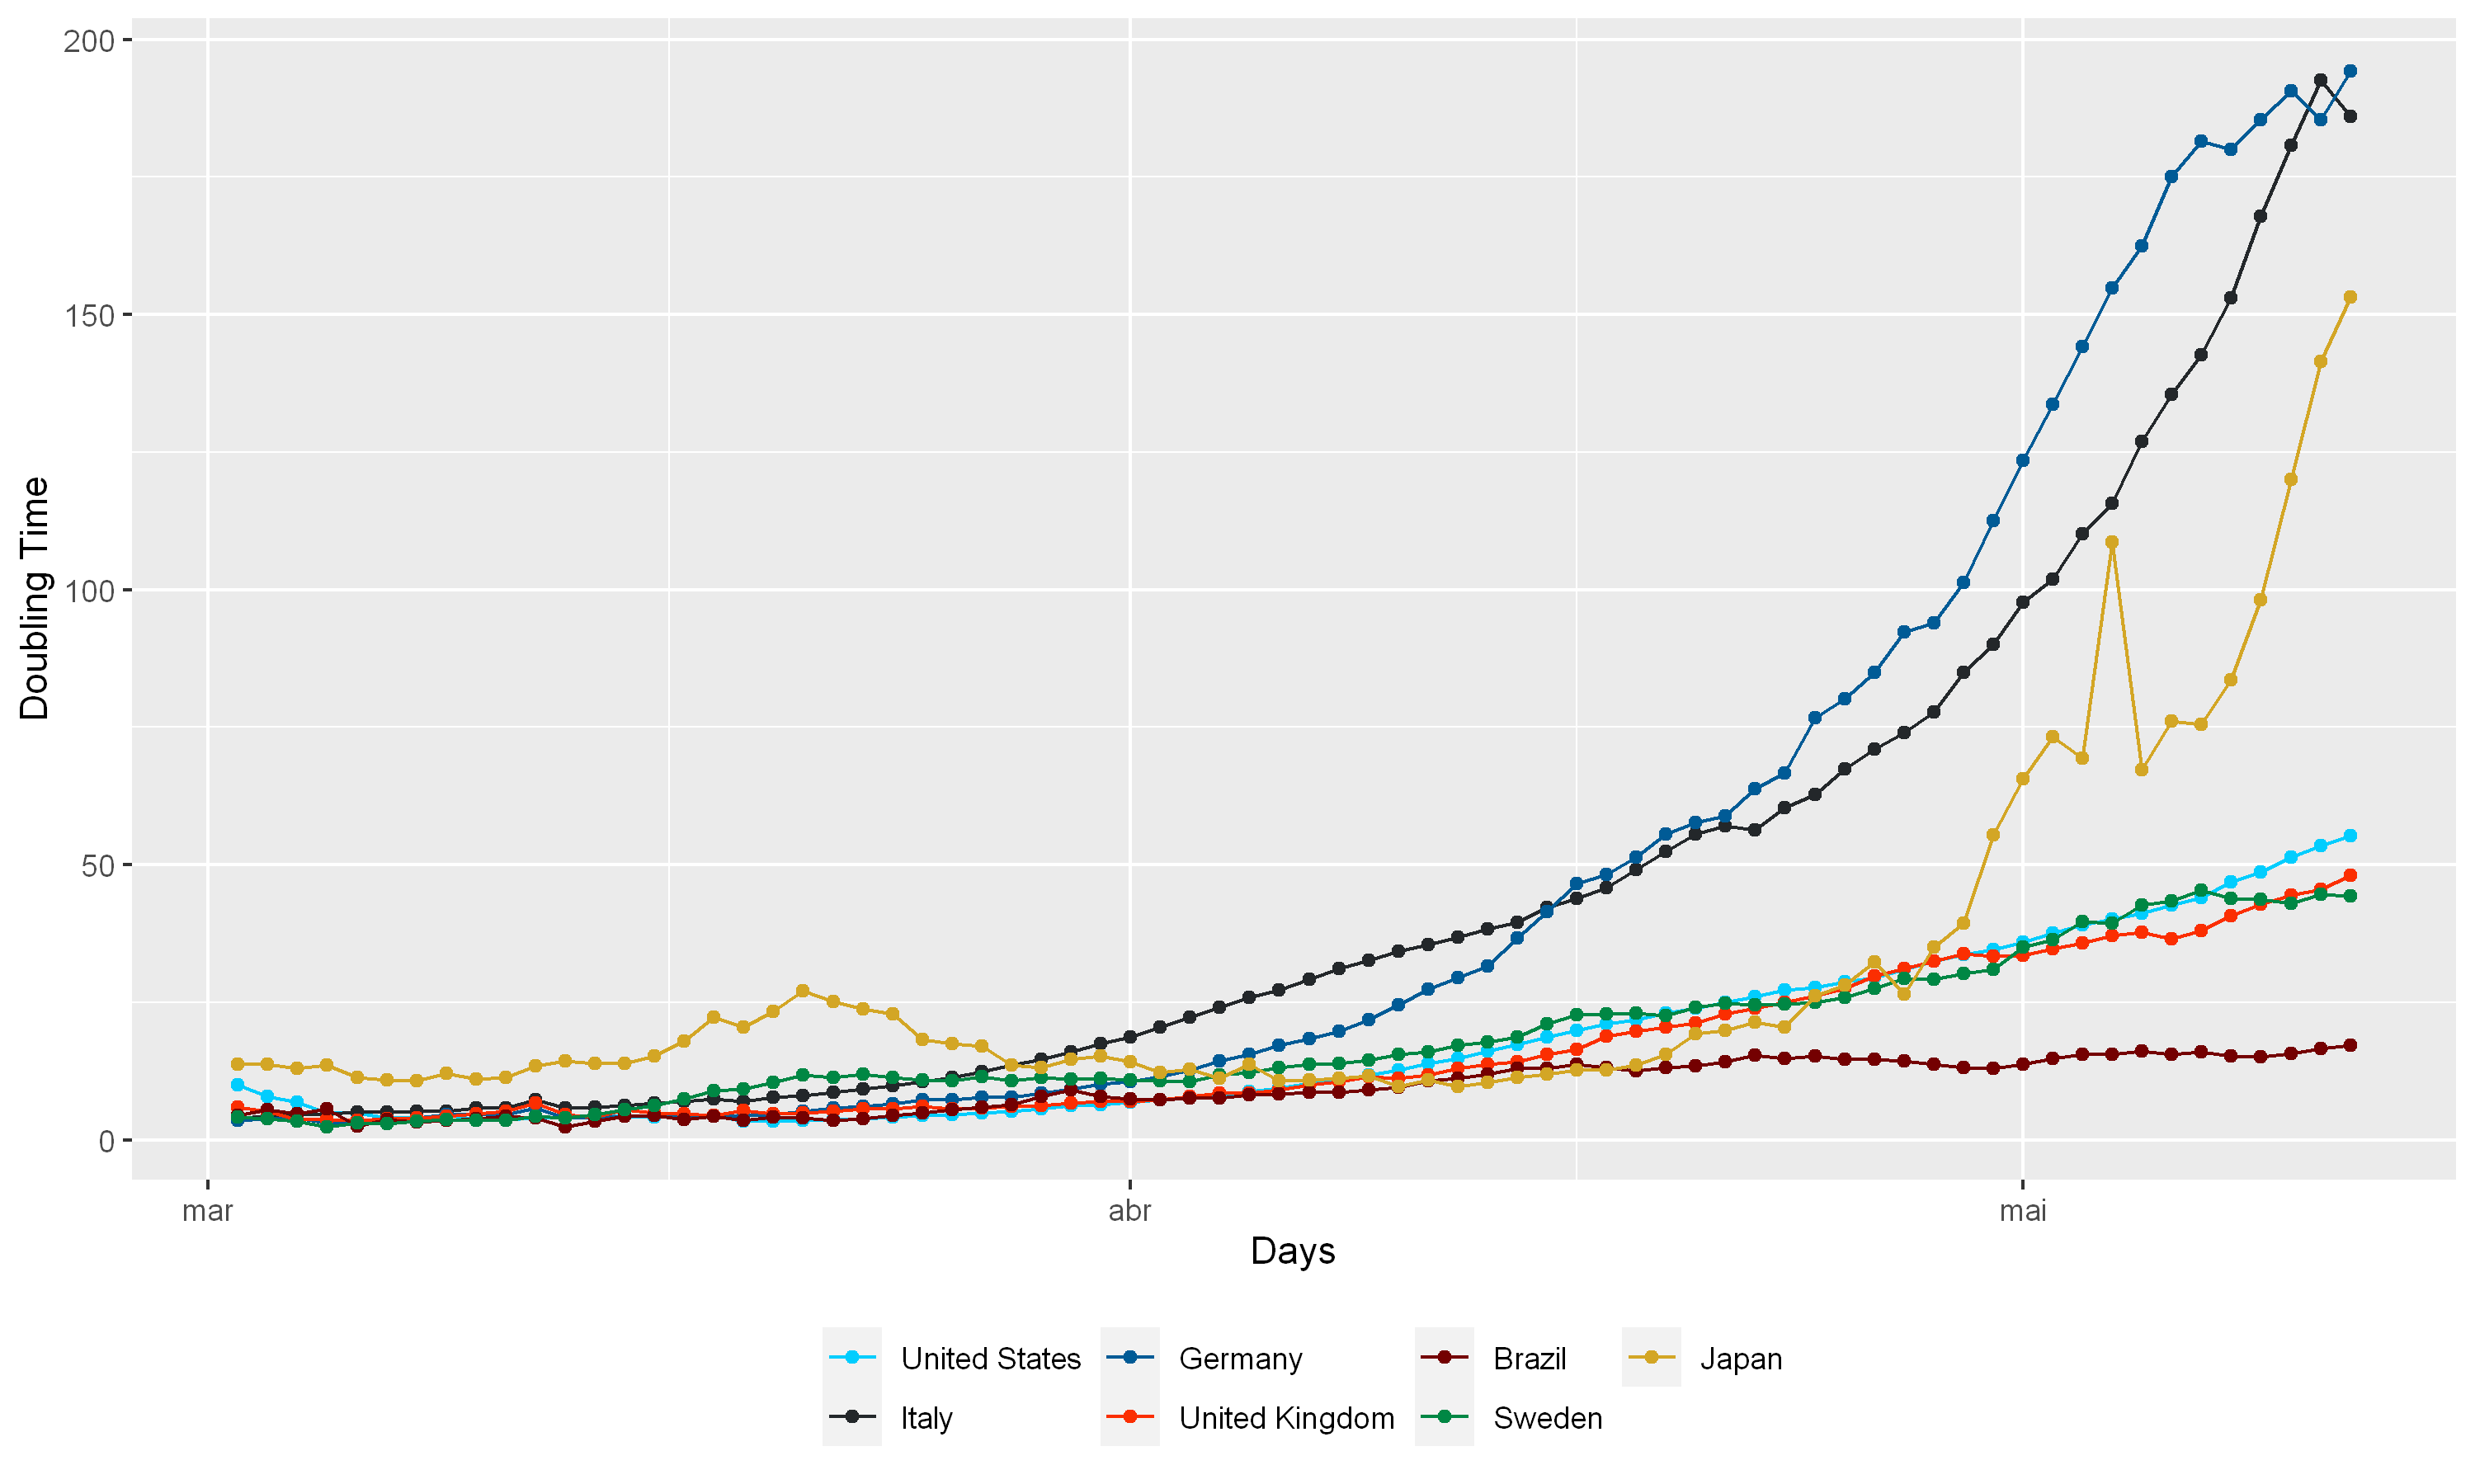 200
150
100
50
0
Doubling Time
mar abr mai
Days
United States Germany Brazil Japan
Italy United Kingdom Sweden